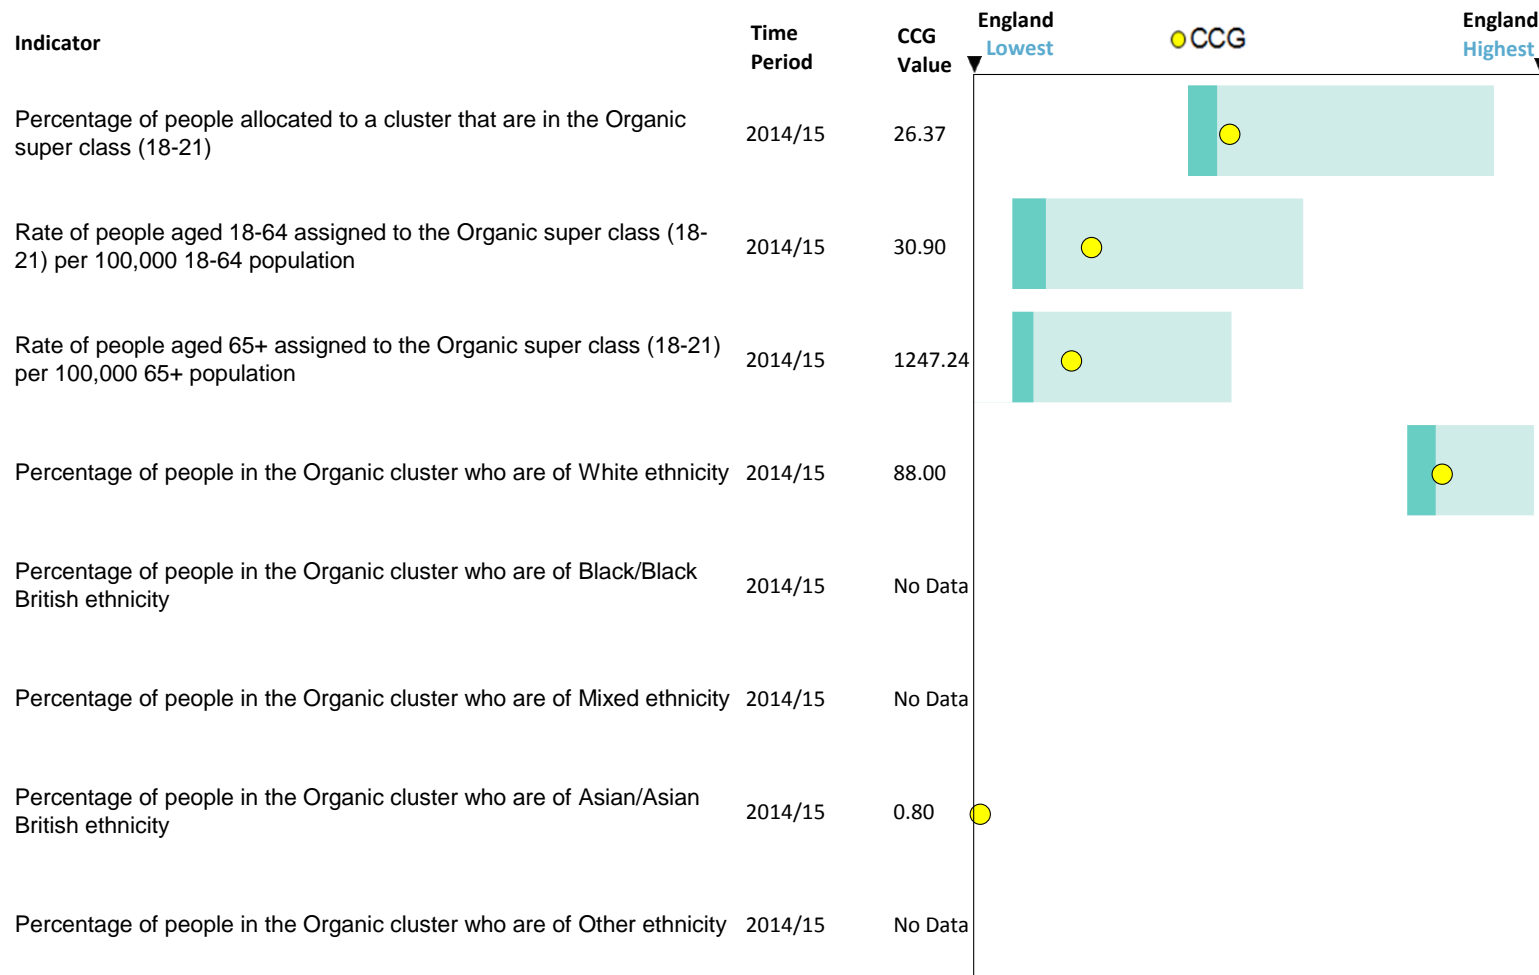 Indicator
Time Period
CCG Value
England Lowest
CCG
England Highest
Percentage of people allocated to a cluster that are in the Organic
super class (18-21)
2014/15
26.37
Rate of people aged 18-64 assigned to the Organic super class (18-
21) per 100,000 18-64 population
2014/15
30.90
Rate of people aged 65+ assigned to the Organic super class (18-21)
per 100,000 65+ population
2014/15
1247.24
Percentage of people in the Organic cluster who are of White ethnicity
2014/15
88.00
Percentage of people in the Organic cluster who are of Black/Black
British ethnicity
2014/15
No Data
Percentage of people in the Organic cluster who are of Mixed ethnicity
2014/15
No Data
Percentage of people in the Organic cluster who are of Asian/Asian
British ethnicity
2014/15
0.80
Percentage of people in the Organic cluster who are of Other ethnicity
2014/15
No Data